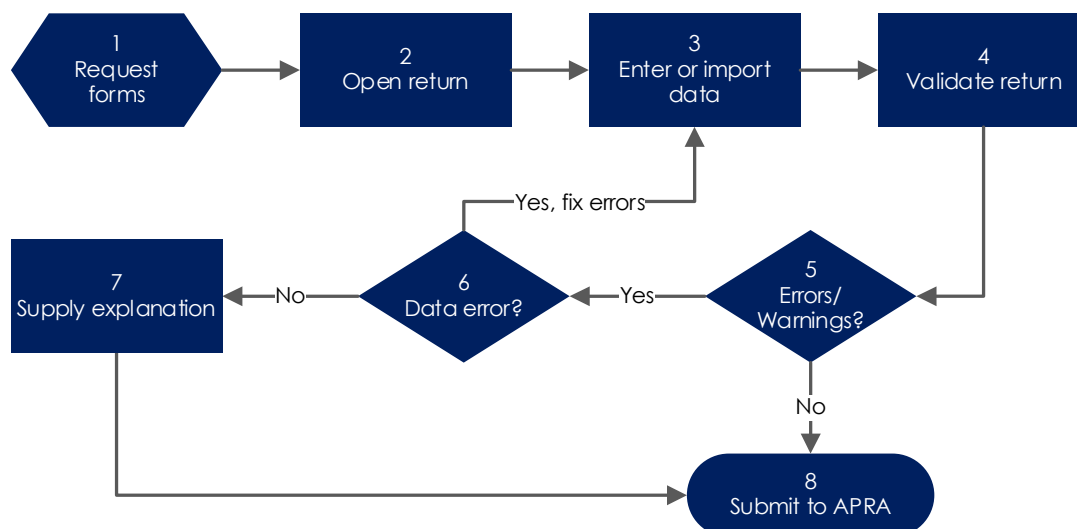 1
Request
forms
2
Open return
3
Enter or import
data
4
Validate return
Yes, fix errors
5
Errors/
Warnings?
Yes
6
Data error?
No
7
Supply explanation
No
8
Submit to APRA